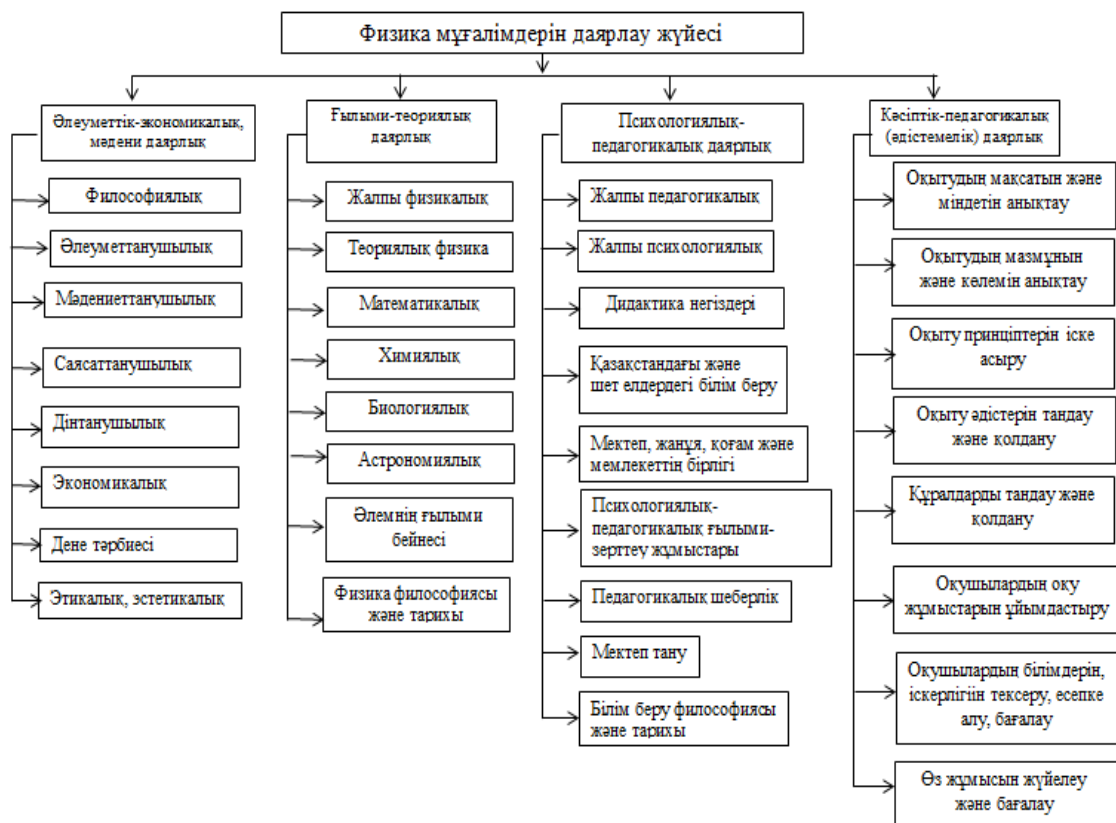 Физика мұғалімдерін даярлау жүйесі
Әлеуметтік-экономикалық,
мәдени даярлық
Философиялық
Әлеуметтанушылық
Мәдениеттанушылық
Саясаттанушылық
Дінтанушылық
Экономикалық
Дене тәрбиесі
Этикалық, эстетикалық
Ғылыми-теориялық
даярлық
Жалпы физикалық
Теориялық физика
Математикалық
Химиялық
Биологиялық
Астрономиялық
Әлемнің ғылыми
бейнесі
Физика философиясы
және тарихы
Психологиялық-
педагогикалық даярлық
Жалпы педагогикалық
Жалпы психологиялық
Дидактика негіздері
Қазақстандағы және
шет елдердегі білім беру
Мектеп, жанұя, қоғам және
мемлекеттің бірлігі
Психологиялық-
педагогикалық ғылыми-
зерттеу жұмыстары
Педагогикалық шеберлік
Мектеп тану
Білім беру философиясы
және тарихы
Кәсіптік-педагогикалық
(әдістемелік) даярлық
Оқытудың мақсатын және
міндетін анықтау
Оқытудың мазмұнын
және көлемін анықтау
Оқыту принціптерін іске
асыру
Оқыту әдістерін таңдау
және қолдану
Құралдарды таңдау және
қолдану
Оқушылардың оқу
жұмыстарын ұйымдастыру
Оқушылардың білімдерін,
іскерлігіін тексеру, есепке
алу, бағалау
Өз жұмысын жүйелеу
және бағалау